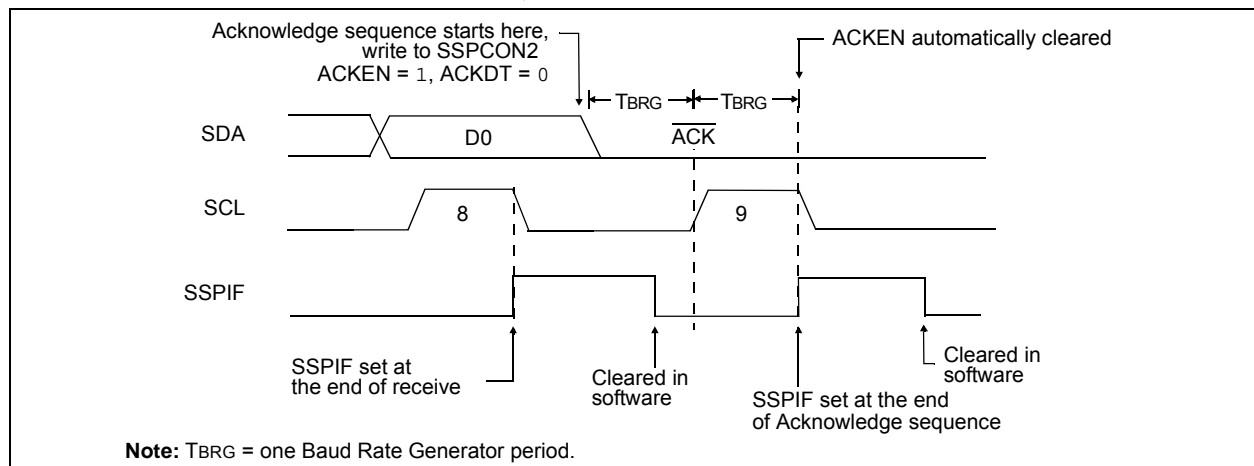 Acknowledge sequence starts here,
write to SSPCON2
ACKEN = 1, ACKDT = 0
ACKEN automatically cleared
TBRG
TBRG
SDA
D0
ACK
SCL
8
9
SSPIF
SSPIF set at
the end of receive
Cleared in
software
SSPIF set at the end
of Acknowledge sequence
Cleared in
software
Note: TBRG = one Baud Rate Generator period.